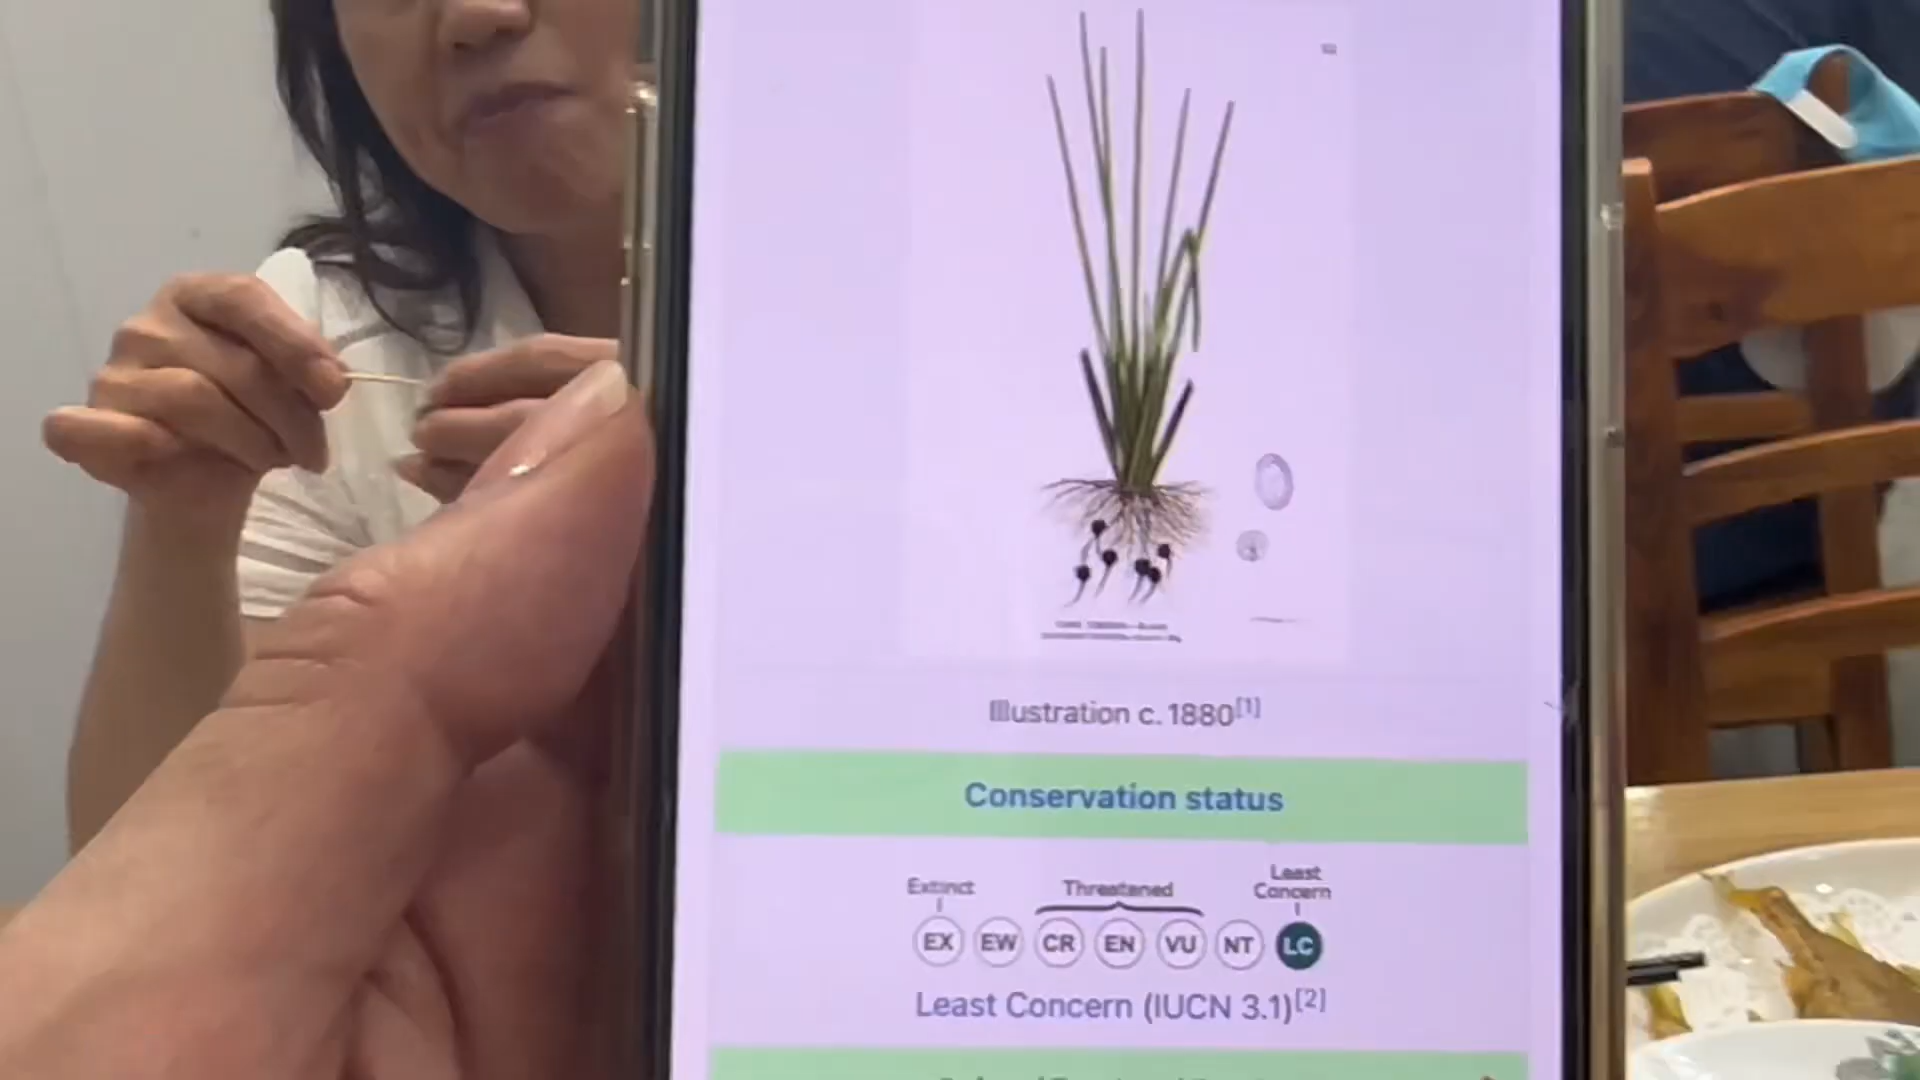 Illustration c. 1880[1]
Conservation status
Extinct
Threatened
Least
Concern
EX EW CR EN VU NT LC
Least Concern (IUCN 3.1)[2]